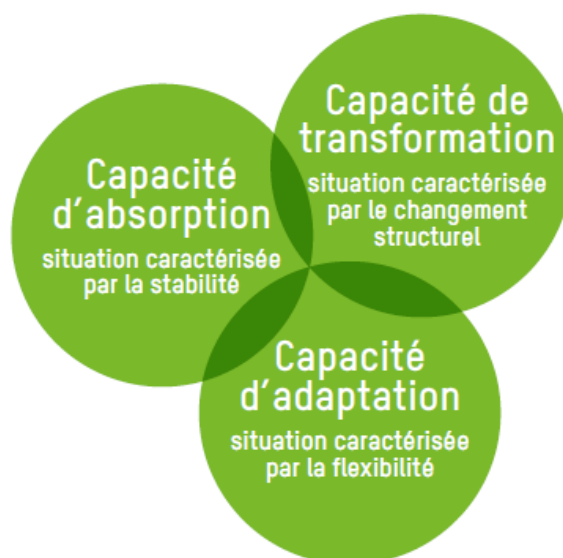 Capacité
d'absorption
situation caractérisée
par la stabilité
Capacité de
transformation
situation caractérisée
par le changement
structurel
Capacité
d'adaptation
situation caractérisée
par la flexibilité